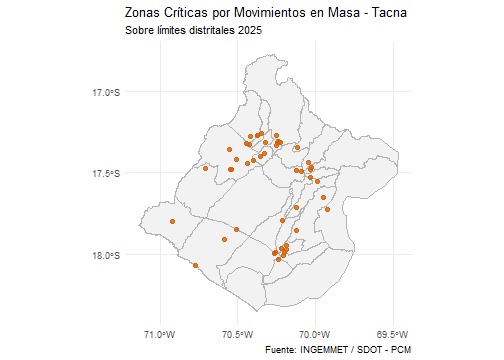 Zonas Críticas por Movimientos en Masa - Tacna
Sobre límites distritales 2025
17.0°S
17.5°S
18.0°S
71.0°W
70.5°W
70.0°W
69.5°W
Fuente: INGEMMET / SDOT - PCM